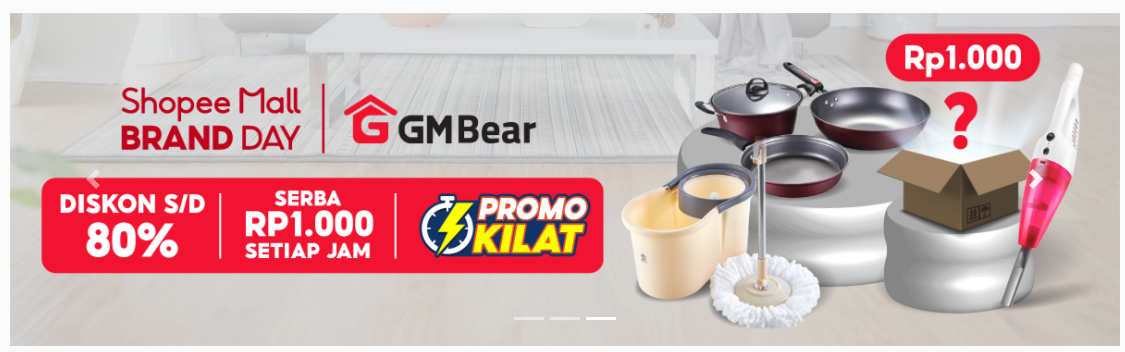 Shopee Mall
BRAND DAY
GMBear
DISKON S/D
80%
SERBA
RP1.000
SETIAP JAM
PROMO
KILAT
Rp1.000
?